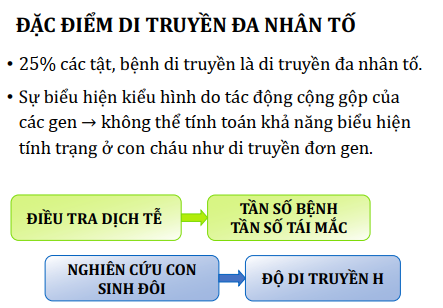 ĐẶC ĐIỂM DI TRUYỀN ĐA NHÂN TỐ
• 25% các tật, bệnh di truyền là di truyền đa nhân tố.
• Sự biểu hiện kiểu hình do tác động cộng gộp của
các gen → không thể tính toán khả năng biểu hiện
tính trạng ở con cháu như di truyền đơn gen.
ĐIỀU TRA DỊCH TỄ
TẦN SỐ BỆNH
TẦN SỐ TÁI MẮC
NGHIÊN CỨU CON
SINH ĐÔI
ĐỘ DI TRUYỀN H